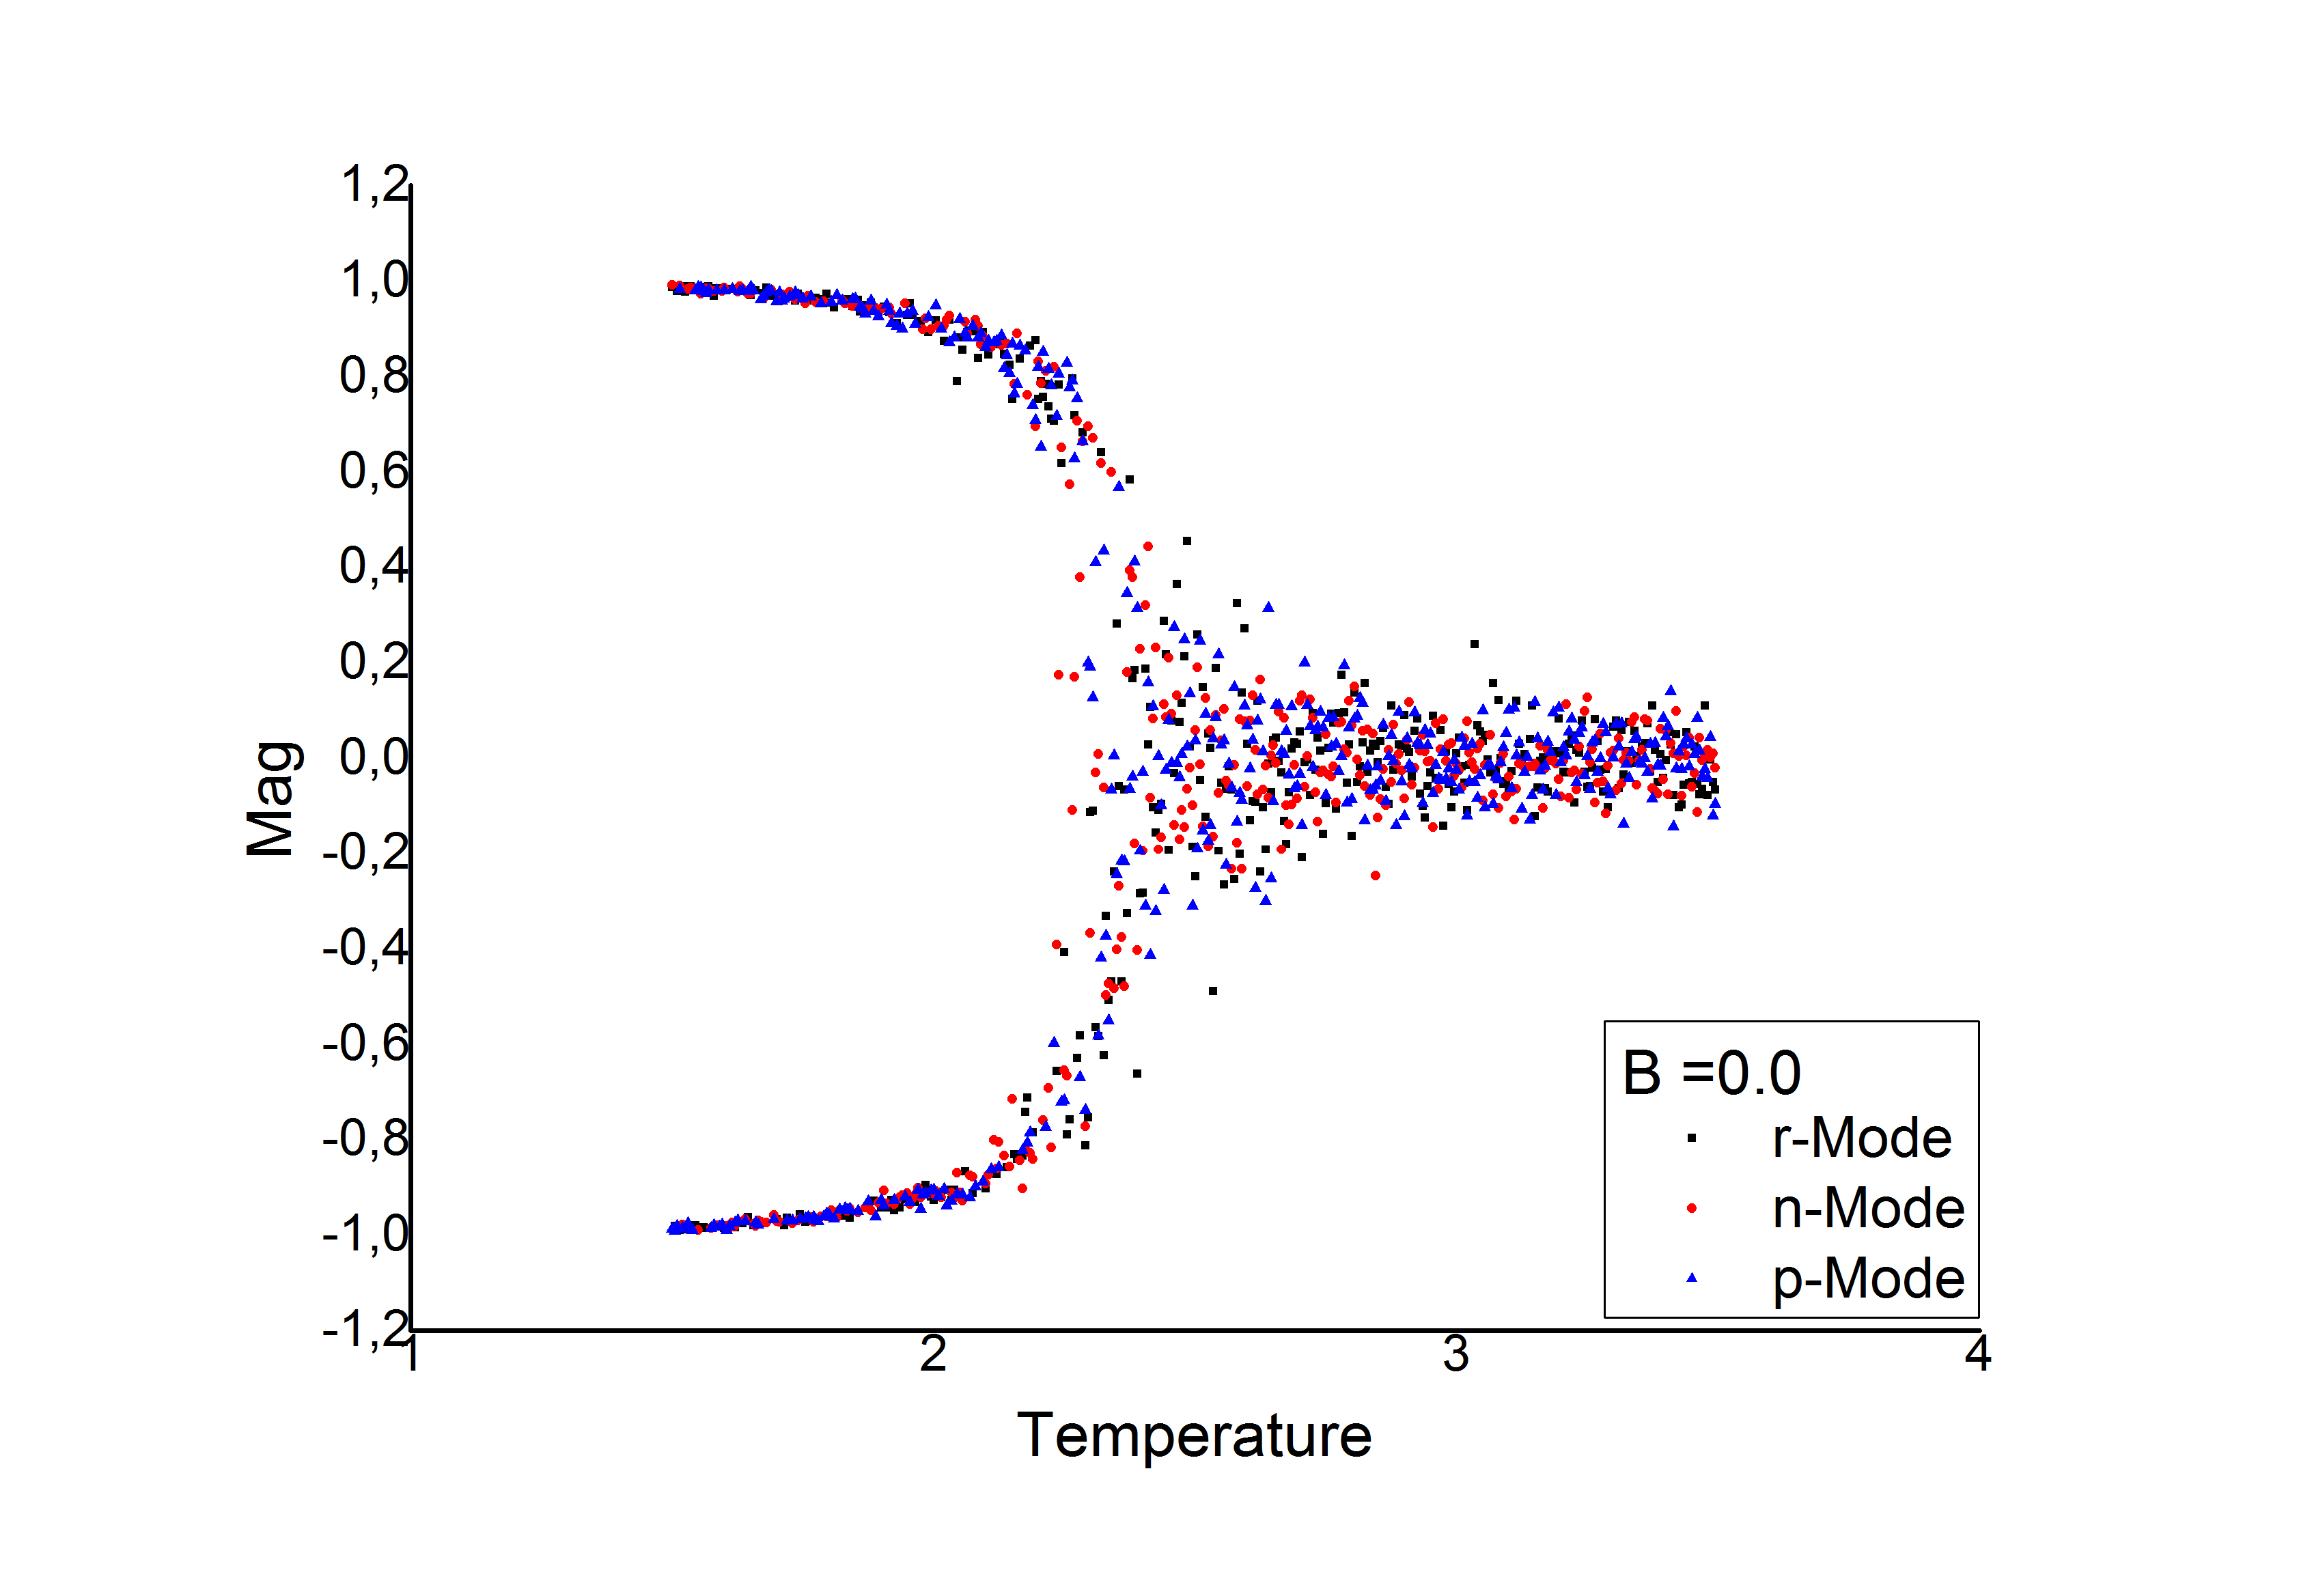 1,2
1,0
0,8
0,6
0,4
0,2
0,0
-0,2
-0,4
-0,6
-0,8
-1,0
-1,2
Mag
1 2 3 4
Temperature
B =0.0
r-Mode
n-Mode
p-Mode